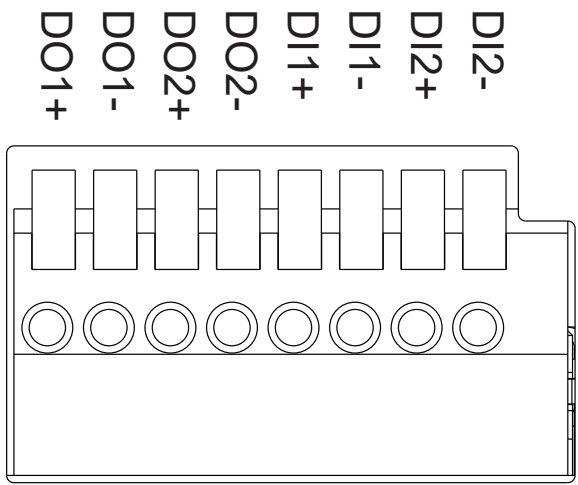 DO1+
DO1-
DO2+
DO2-
DI1+
DI1-
DI2+
DI2-